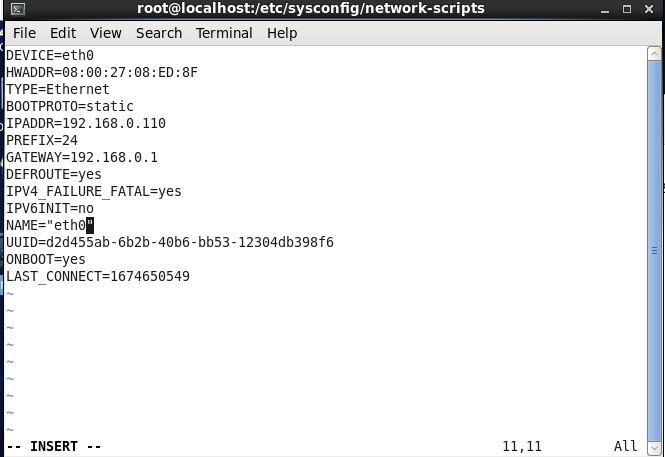 root@localhost:/etc/sysconfig/network-scripts
File Edit View Search Terminal Help
DEVICE=eth0
HWADDR=08:00:27:08:ED:8F
TYPE=Ethernet
BOOTPROTO=static
IPADDR=192.168.0.110
PREFIX=24
GATEWAY=192.168.0.1
DEFROUTE=yes
IPV4_FAILURE_FATAL=yes
IPV6INIT=no
NAME="eth0"
UUID=d2d455ab-6b2b-40b6-bb53-12304db398f6
ONBOOT=yes
LAST_CONNECT=1674650549
~
~
~
~
~
~
~
~
~
-- INSERT -- 11,11 All